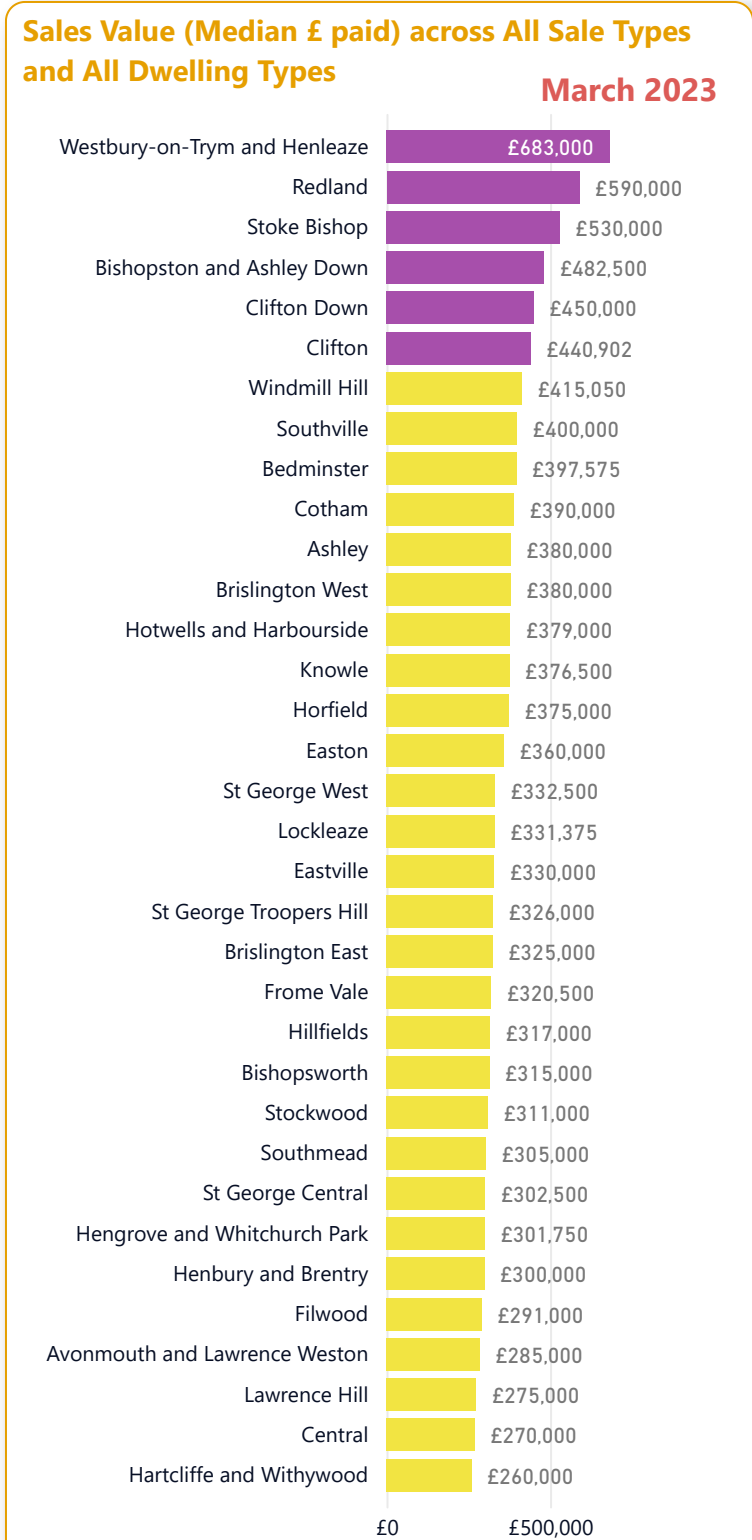 Sales Value (Median £ paid) across All Sale Types
and All Dwelling Types
March 2023
Westbury-on-Trym and Henleaze £683,000
Redland £590,000
Stoke Bishop £530,000
Bishopston and Ashley Down £482,500
Clifton Down £450,000
Clifton £440,902
Windmill Hill £415,050
Southville £400,000
Bedminster £397,575
Cotham £390,000
Ashley £380,000
Brislington West £380,000
Hotwells and Harbourside £379,000
Knowle £376,500
Horfield £375,000
Easton £360,000
St George West £332,500
Lockleaze £331,375
Eastville £330,000
St George Troopers Hill £326,000
Brislington East £325,000
Frome Vale £320,500
Hillfields £317,000
Bishopsworth £315,000
Stockwood £311,000
Southmead £305,000
St George Central £302,500
Hengrove and Whitchurch Park £301,750
Henbury and Brentry £300,000
Filwood £291,000
Avonmouth and Lawrence Weston £285,000
Lawrence Hill £275,000
Central £270,000
Hartcliffe and Withywood £260,000
£0 £500,000